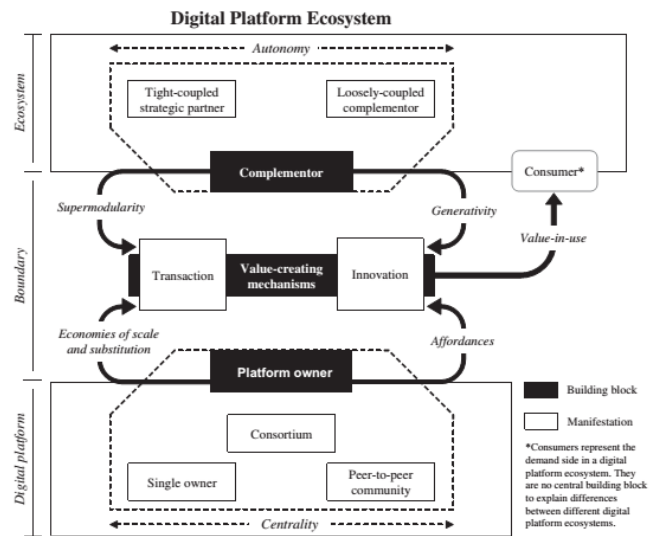 Digital Platform Ecosystem
Ecosystem
Autonomy
Tight-coupled
strategic partner
Loosely-coupled
complementor
Complementor
Consumer*
Boundary
Supermodularity
Generativity
Value-in-use
Transaction
Value-creating
mechanisms
Innovation
Economies of scale
and substitution
Affordances
Platform owner
Digital platform
Consortium
Single owner
Peer-to-peer
community
Centrality
Building block
Manifestation
*Consumers represent the
demand side in a digital
platform ecosystem. They
are no central building block
to explain differences
between different digital
platform ecosystems.